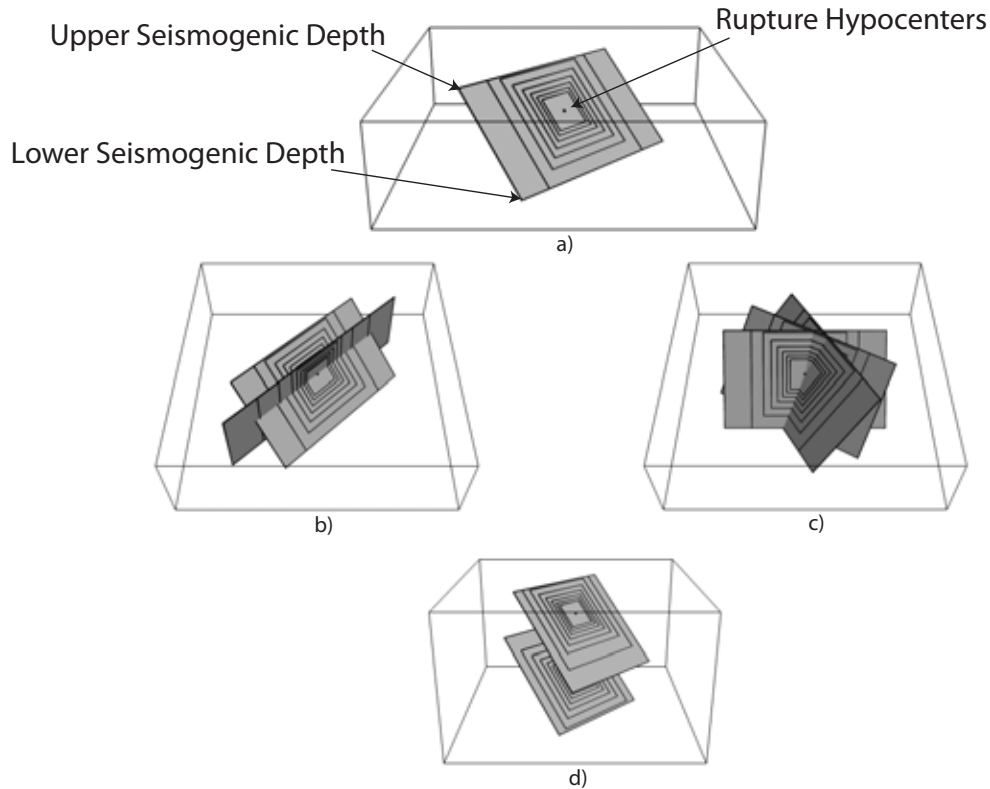 Rupture Hypocenters
Upper Seismogenic Depth
Lower Seismogenic Depth
a)
b)
c)
d)